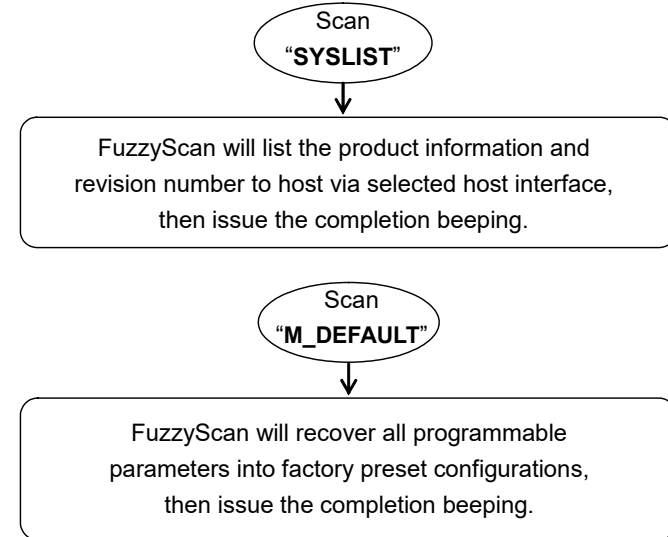 Scan
“SYSLIST”
FuzzyScan will list the product information and
revision number to host via selected host interface,
then issue the completion beeping.
Scan
“M_DEFAULT”
FuzzyScan will recover all programmable
parameters into factory preset configurations,
then issue the completion beeping.